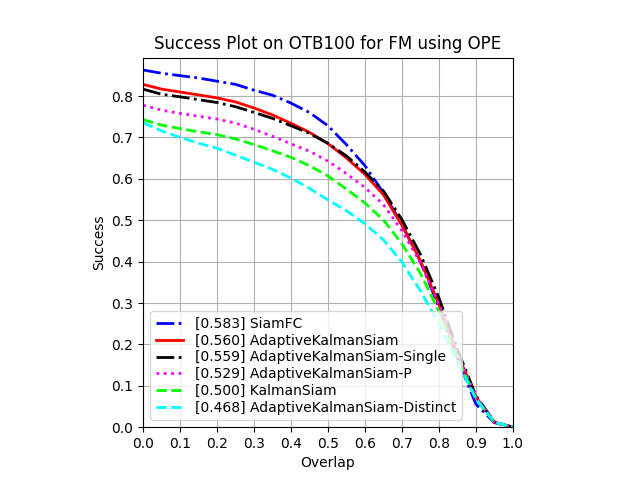 Success Plot on OTB100 for FM using OPE
Success
0.8
0.7
0.6
0.5
0.4
0.3
0.2
0.1
0.0
[0.583] SiamFC
[0.560] AdaptiveKalmanSiam
[0.559] AdaptiveKalmanSiam-Single
[0.529] AdaptiveKalmanSiam-P
[0.500] KalmanSiam
[0.468] AdaptiveKalmanSiam-Distinct
0.0 0.1 0.2 0.3 0.4 0.5 0.6 0.7 0.8 0.9 1.0
Overlap